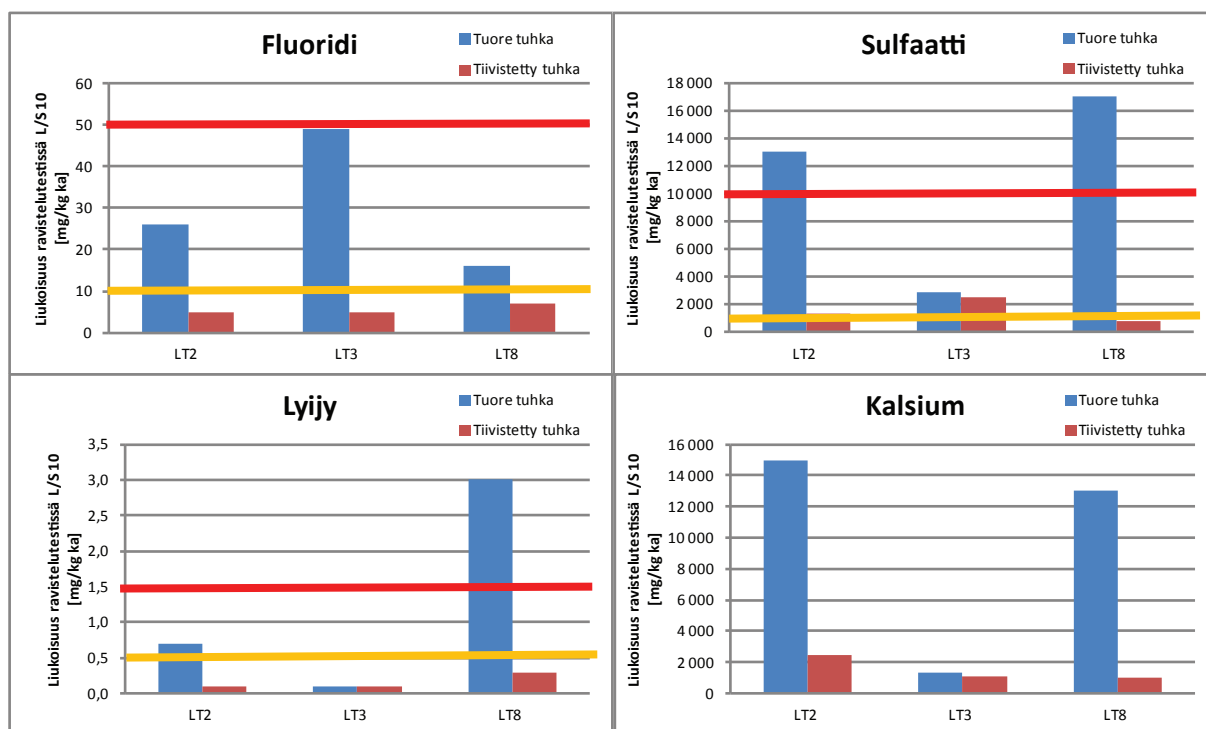 Fluoridi
Tuore tuhka
Tiivistetty tuhka
Liukoisuus ravistelutestissä L/S 10
[mg/kg ka]
60
50
40
30
20
10
0
LT2
LT3
LT8
Sulfaatti
Tuore tuhka
Tiivistetty tuhka
Liukoisuus ravistelutestissä L/S 10
[mg/kg ka]
18 000
16 000
14 000
12 000
10 000
8 000
6 000
4 000
2 000
0
LT2
LT3
LT8
Lyijy
Tuore tuhka
Tiivistetty tuhka
Liukoisuus ravistelutestissä L/S 10
[mg/kg ka]
3,5
3,0
2,5
2,0
1,5
1,0
0,5
0,0
LT2
LT3
LT8
Kalsium
Tuore tuhka
Tiivistetty tuhka
Liukoisuus ravistelutestissä L/S 10
[mg/kg ka]
16 000
14 000
12 000
10 000
8 000
6 000
4 000
2 000
0
LT2
LT3
LT8